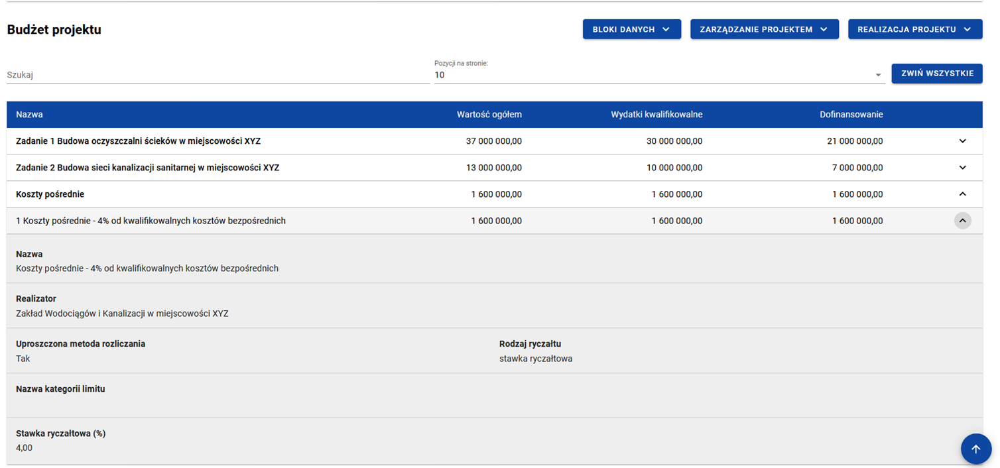 Budżet projektu
BLOKI DANYCH
ZARZĄDZANIE PROJEKTEM
REALIZACJA PROJEKTU
Szukaj
Pozycji na stronie:
10
ZWIŃ WSZYSTKIE
Nazwa Wartość ogółem Wydatki kwalifikowalne Dofinansowanie
Zadanie 1 Budowa oczyszczalni ścieków w miejscowości XYZ 37 000 000,00 30 000 000,00 21 000 000,00
Zadanie 2 Budowa sieci kanalizacji sanitarnej w miejscowości XYZ 13 000 000,00 10 000 000,00 7 000 000,00
Koszty pośrednie 1 600 000,00 1 600 000,00 1 600 000,00
1 Koszty pośrednie - 4% od kwalifikowalnych kosztów bezpośrednich 1 600 000,00 1 600 000,00 1 600 000,00
Nazwa
Koszty pośrednie - 4% od kwalifikowalnych kosztów bezpośrednich
Realizator
Zakład Wodociągów i Kanalizacji w miejscowości XYZ
Uproszczona metoda rozliczania
Tak
Rodzaj ryczałtu
stawka ryczałtowa
Nazwa kategorii limitu
Stawka ryczałtowa (%)
4,00